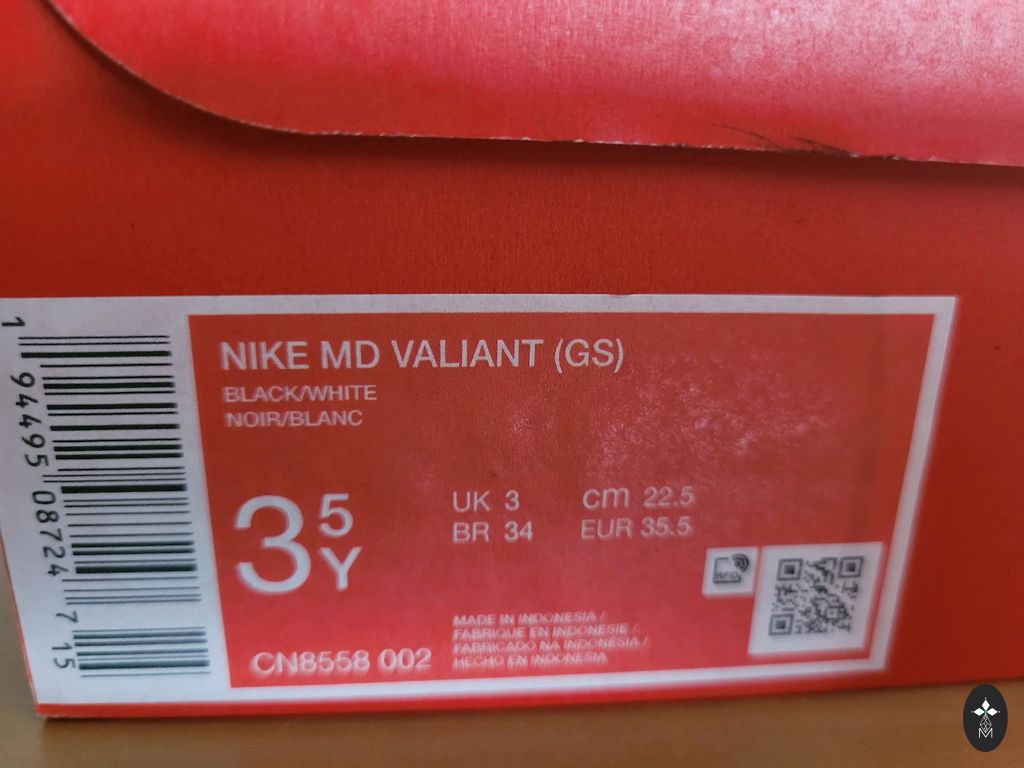 NIKE MD VALIANT (GS)
BLACK/WHITE
NOIR/BLANC
3 5 Y
UK 3 cm 22.5
BR 34 EUR 35.5
RFID
MADE IN INDONESIA /
FABRIQUE EN INDONESIE /
FABRICADO NA INDONESIA /
HECHO EN INDONESIA
CN8558 002
1 94495 08724 7 15
M